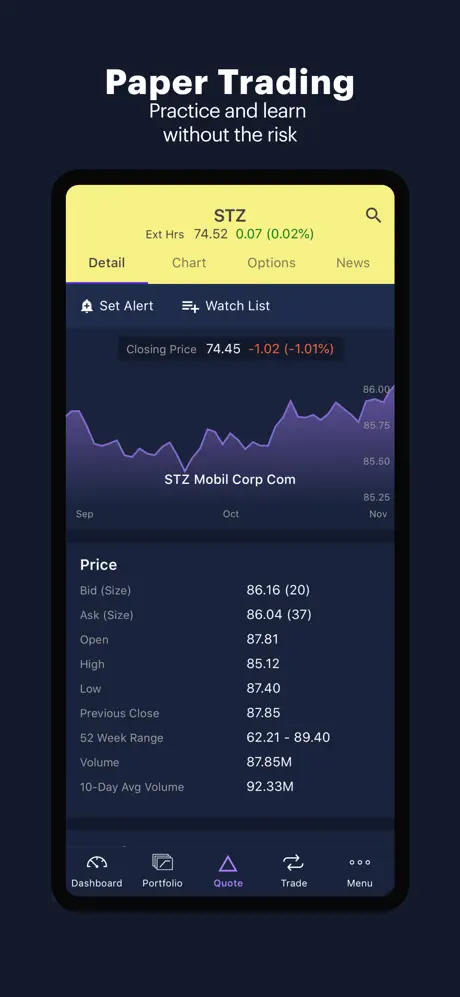 Paper Trading
Practice and learn
without the risk
STZ
Ext Hrs 74.52 0.07 (0.02%)
Detail Chart Options News
Set Alert Watch List
Closing Price 74.45 -1.02 (-1.01%)
86.00
85.75
85.50
STZ Mobil Corp Com
85.25
Sep Oct Nov
Price
Bid (Size) 86.16 (20)
Ask (Size) 86.04 (37)
Open 87.81
High 85.12
Low 87.40
Previous Close 87.85
52 Week Range 62.21 - 89.40
Volume 87.85M
10-Day Avg Volume 92.33M
Dashboard Portfolio Quote Trade Menu